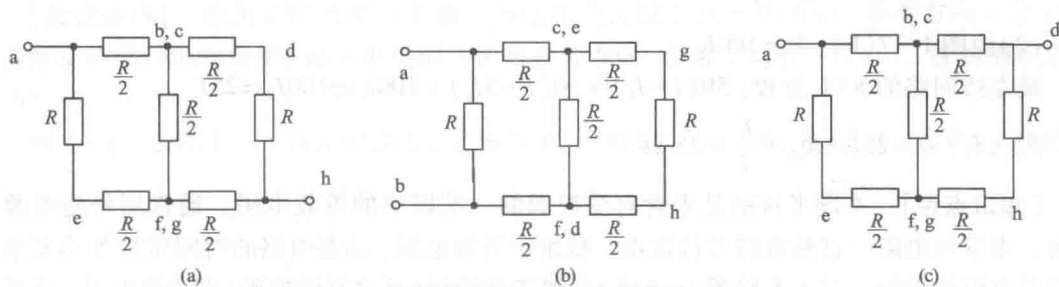 b, c
a
R/2
R/2
d
R
R/2
R
h
e
R/2
f, g
R/2
(a)
c, e
a
R/2
R/2
g
R
R/2
R
b
R/2
f, d
R/2
h
(b)
b, c
R/2
R/2
d
R
R/2
R
R/2
f, g
R/2
h
(c)